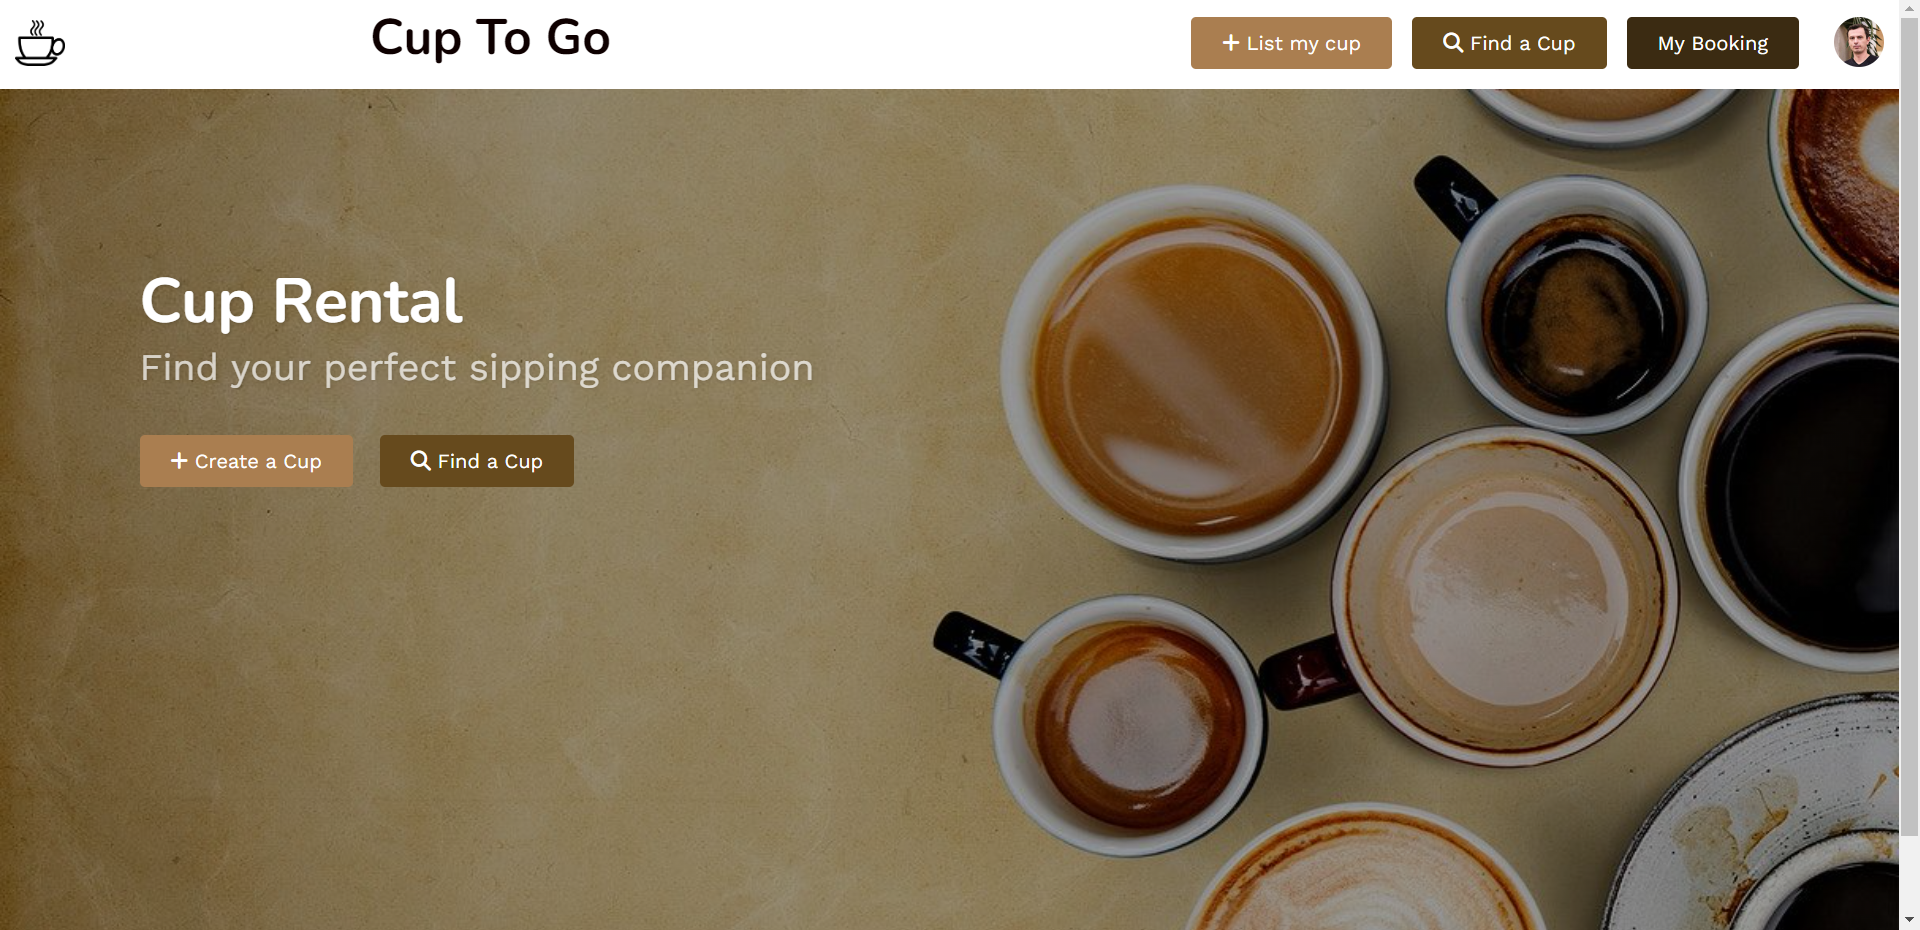 Cup To Go
List my cup
Find a Cup
My Booking
Cup Rental
Find your perfect sipping companion
Create a Cup
Find a Cup